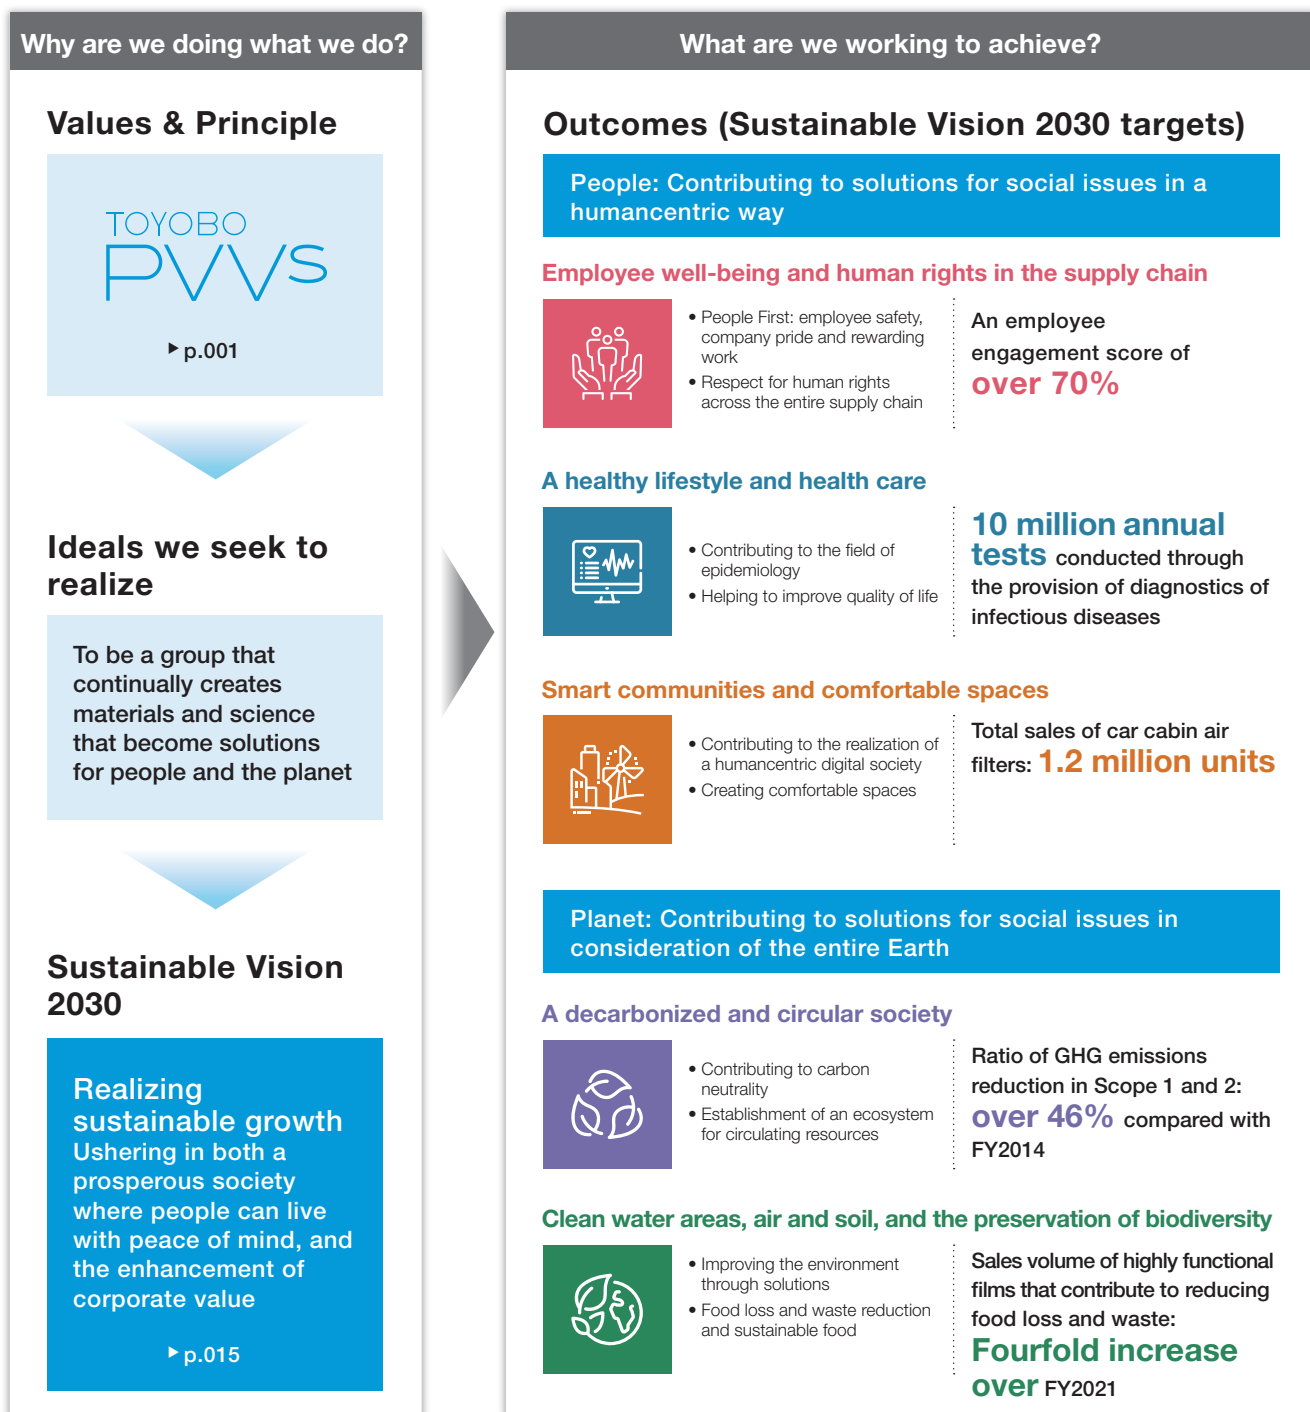 Why are we doing what we do?
Values & Principle
TOYOBO
PVVs
▶ p.001
Ideals we seek to
realize
To be a group that
continually creates
materials and science
that become solutions
for people and the planet
Sustainable Vision
2030
Realizing
sustainable growth
Ushering in both a
prosperous society
where people can live
with peace of mind, and
the enhancement of
corporate value
▶ p.015
What are we working to achieve?
Outcomes (Sustainable Vision 2030 targets)
People: Contributing to solutions for social issues in a
humancentric way
Employee well-being and human rights in the supply chain
• People First: employee safety,
company pride and rewarding
work
• Respect for human rights
across the entire supply chain
An employee
engagement score of
over 70%
A healthy lifestyle and health care
• Contributing to the field of
epidemiology
• Helping to improve quality of life
10 million annual
tests conducted through
the provision of diagnostics of
infectious diseases
Smart communities and comfortable spaces
• Contributing to the realization of
a humancentric digital society
• Creating comfortable spaces
Total sales of car cabin air
filters: 1.2 million units
Planet: Contributing to solutions for social issues in
consideration of the entire Earth
A decarbonized and circular society
• Contributing to carbon
neutrality
• Establishment of an ecosystem
for circulating resources
Ratio of GHG emissions
reduction in Scope 1 and 2:
over 46% compared with
FY2014
Clean water areas, air and soil, and the preservation of biodiversity
• Improving the environment
through solutions
• Food loss and waste reduction
and sustainable food
Sales volume of highly functional
films that contribute to reducing
food loss and waste:
Fourfold increase
over FY2021